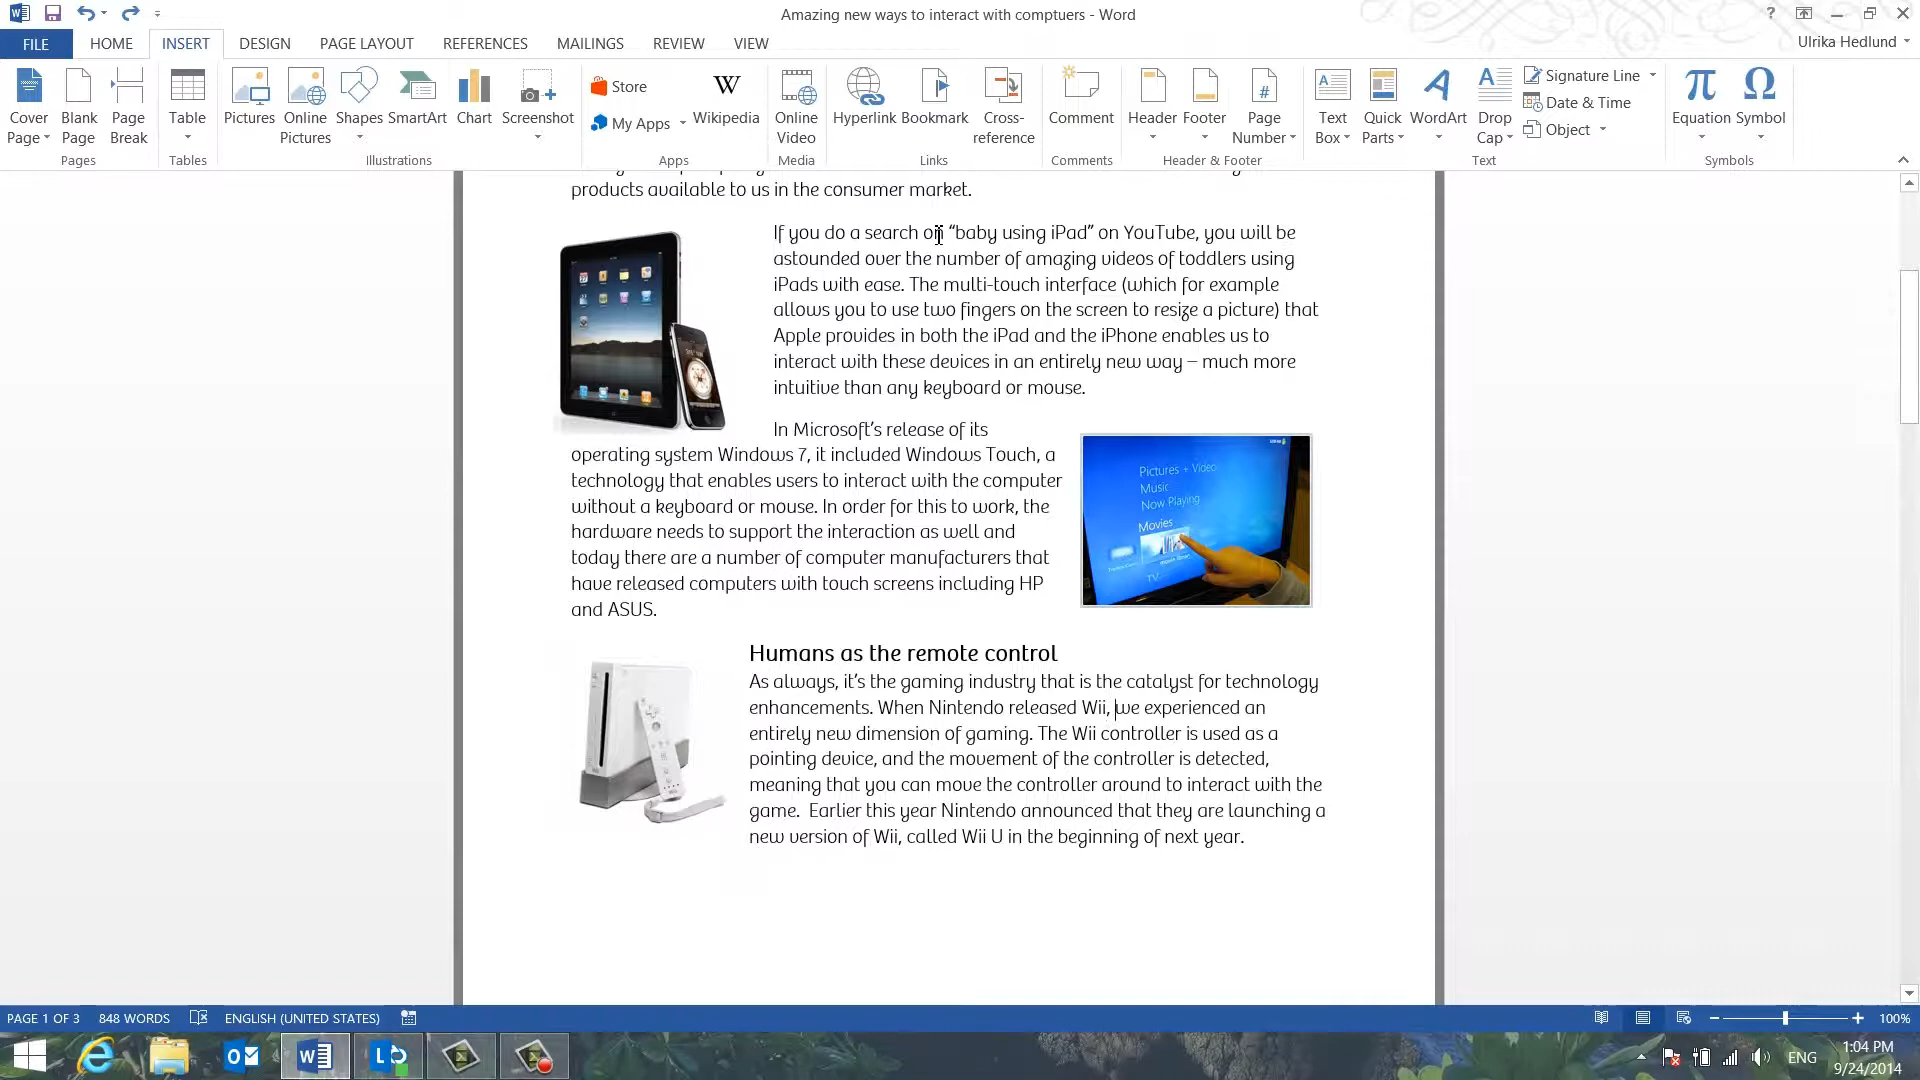 Amazing new ways to interact with comptuers - Word
Ulrika Hedlund
FILE HOME INSERT DESIGN PAGE LAYOUT REFERENCES MAILINGS REVIEW VIEW
Cover Page
Blank Page
Page Break
Pages
Table
Tables
Pictures
Online Pictures
Shapes
SmartArt
Chart
Screenshot
Illustrations
Store
My Apps
Wikipedia
Apps
Online Video
Media
Hyperlink
Bookmark
Cross-reference
Links
Comment
Comments
Header
Footer
Page Number
Header & Footer
Text Box
Quick Parts
WordArt
Drop Cap
Signature Line
Date & Time
Object
Text
Equation
Symbol
Symbols
products available to us in the consumer market.
If you do a search on “baby using iPad” on YouTube, you will be
astounded over the number of amazing videos of toddlers using
iPads with ease. The multi-touch interface (which for example
allows you to use two fingers on the screen to resize a picture) that
Apple provides in both the iPad and the iPhone enables us to
interact with these devices in an entirely new way – much more
intuitive than any keyboard or mouse.
In Microsoft’s release of its
operating system Windows 7, it included Windows Touch, a
technology that enables users to interact with the computer
without a keyboard or mouse. In order for this to work, the
hardware needs to support the interaction as well and
today there are a number of computer manufacturers that
have released computers with touch screens including HP
and ASUS.
Pictures + Video
Music
Now Playing
Movies
TV
Humans as the remote control
As always, it’s the gaming industry that is the catalyst for technology
enhancements. When Nintendo released Wii, we experienced an
entirely new dimension of gaming. The Wii controller is used as a
pointing device, and the movement of the controller is detected,
meaning that you can move the controller around to interact with the
game.  Earlier this year Nintendo announced that they are launching a
new version of Wii, called Wii U in the beginning of next year.
PAGE 1 OF 3 848 WORDS ENGLISH (UNITED STATES) 100%
ENG
1:04 PM
9/24/2014